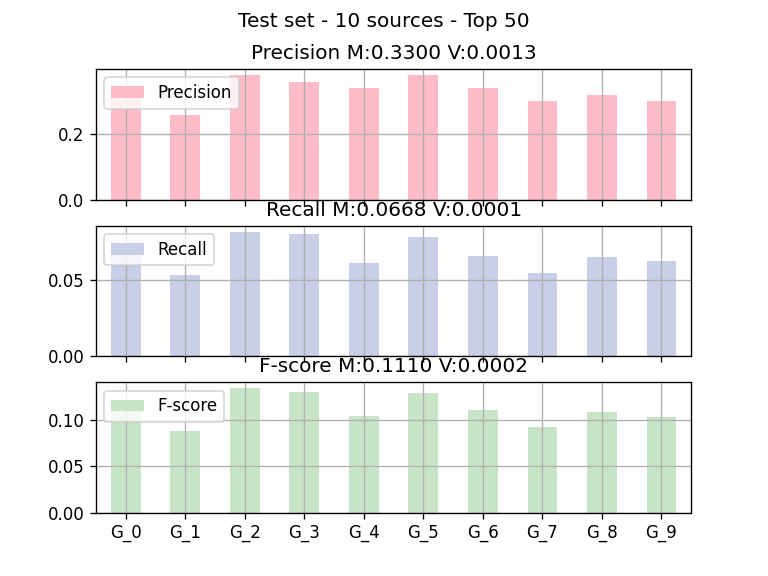 Test set - 10 sources - Top 50
Precision M:0.3300 V:0.0013
Precision
0.2
0.0
Recall M:0.0668 V:0.0001
Recall
0.05
0.00
F-score M:0.1110 V:0.0002
F-score
0.10
0.05
0.00
G_0 G_1 G_2 G_3 G_4 G_5 G_6 G_7 G_8 G_9